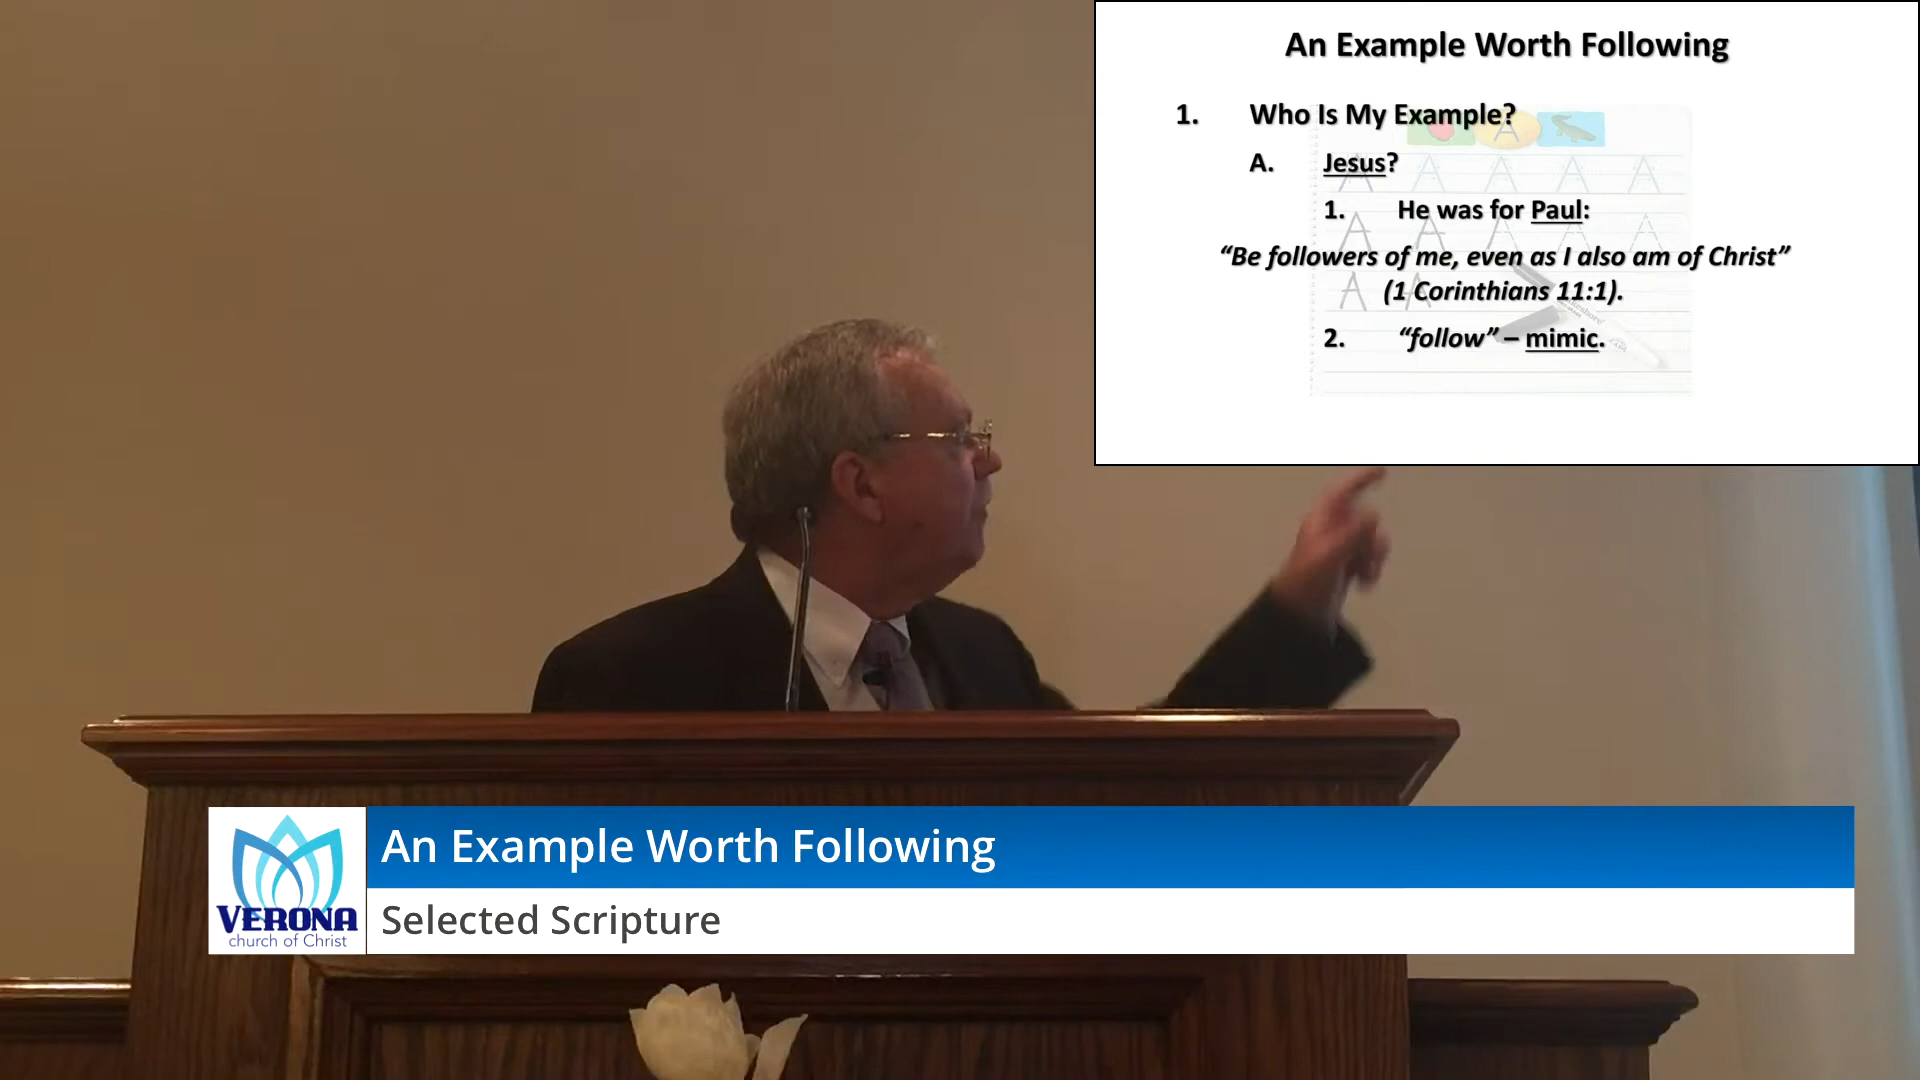 An Example Worth Following
1. Who Is My Example?
A. Jesus?
1. He was for Paul:
“Be followers of me, even as I also am of Christ”
(1 Corinthians 11:1).
2. “follow” – mimic.
An Example Worth Following
Selected Scripture
VERONA
church of Christ